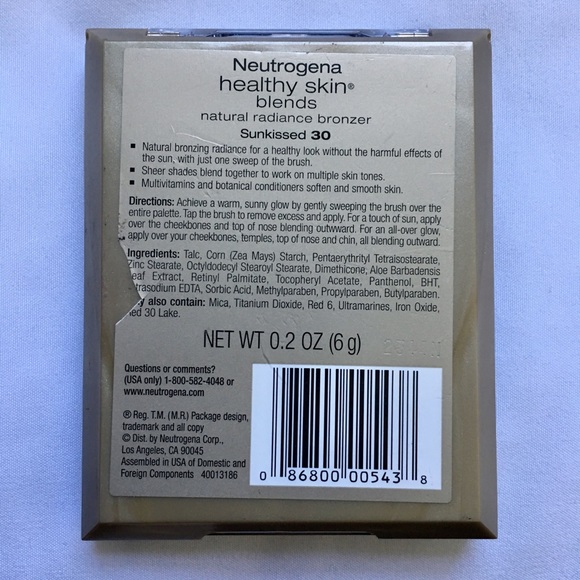 Neutrogena
healthy skin®
blends
natural radiance bronzer
Sunkissed 30
▪ Natural bronzing radiance for a healthy look without the harmful effects of
the sun, with just one sweep of the brush.
▪ Sheer shades blend together to work on multiple skin tones.
▪ Multivitamins and botanical conditioners soften and smooth skin.
Directions: Achieve a warm, sunny glow by gently sweeping the brush over the
entire palette. Tap the brush to remove excess and apply. For a touch of sun, apply
over the cheekbones and top of nose blending outward. For an all-over glow,
apply over your cheekbones, temples, top of nose and chin, all blending outward.
Ingredients: Talc, Corn (Zea Mays) Starch, Pentaerythrityl Tetraisostearate,
Zinc Stearate, Octyldodecyl Stearoyl Stearate, Dimethicone, Aloe Barbadensis
Leaf Extract, Retinyl Palmitate, Tocopheryl Acetate, Panthenol, BHT,
trasodium EDTA, Sorbic Acid, Methylparaben, Propylparaben, Butylparaben.
y also contain: Mica, Titanium Dioxide, Red 6, Ultramarines, Iron Oxide,
ed 30 Lake.
NET WT 0.2 OZ (6 g)
Questions or comments?
(USA only) 1-800-582-4048 or
www.neutrogena.com
® Reg. T.M. (M.R.) Package design,
trademark and all copy
© Dist. by Neutrogena Corp.,
Los Angeles, CA 90045
Assembled in USA of Domestic and
Foreign Components 40013186
0 86800 00543 8